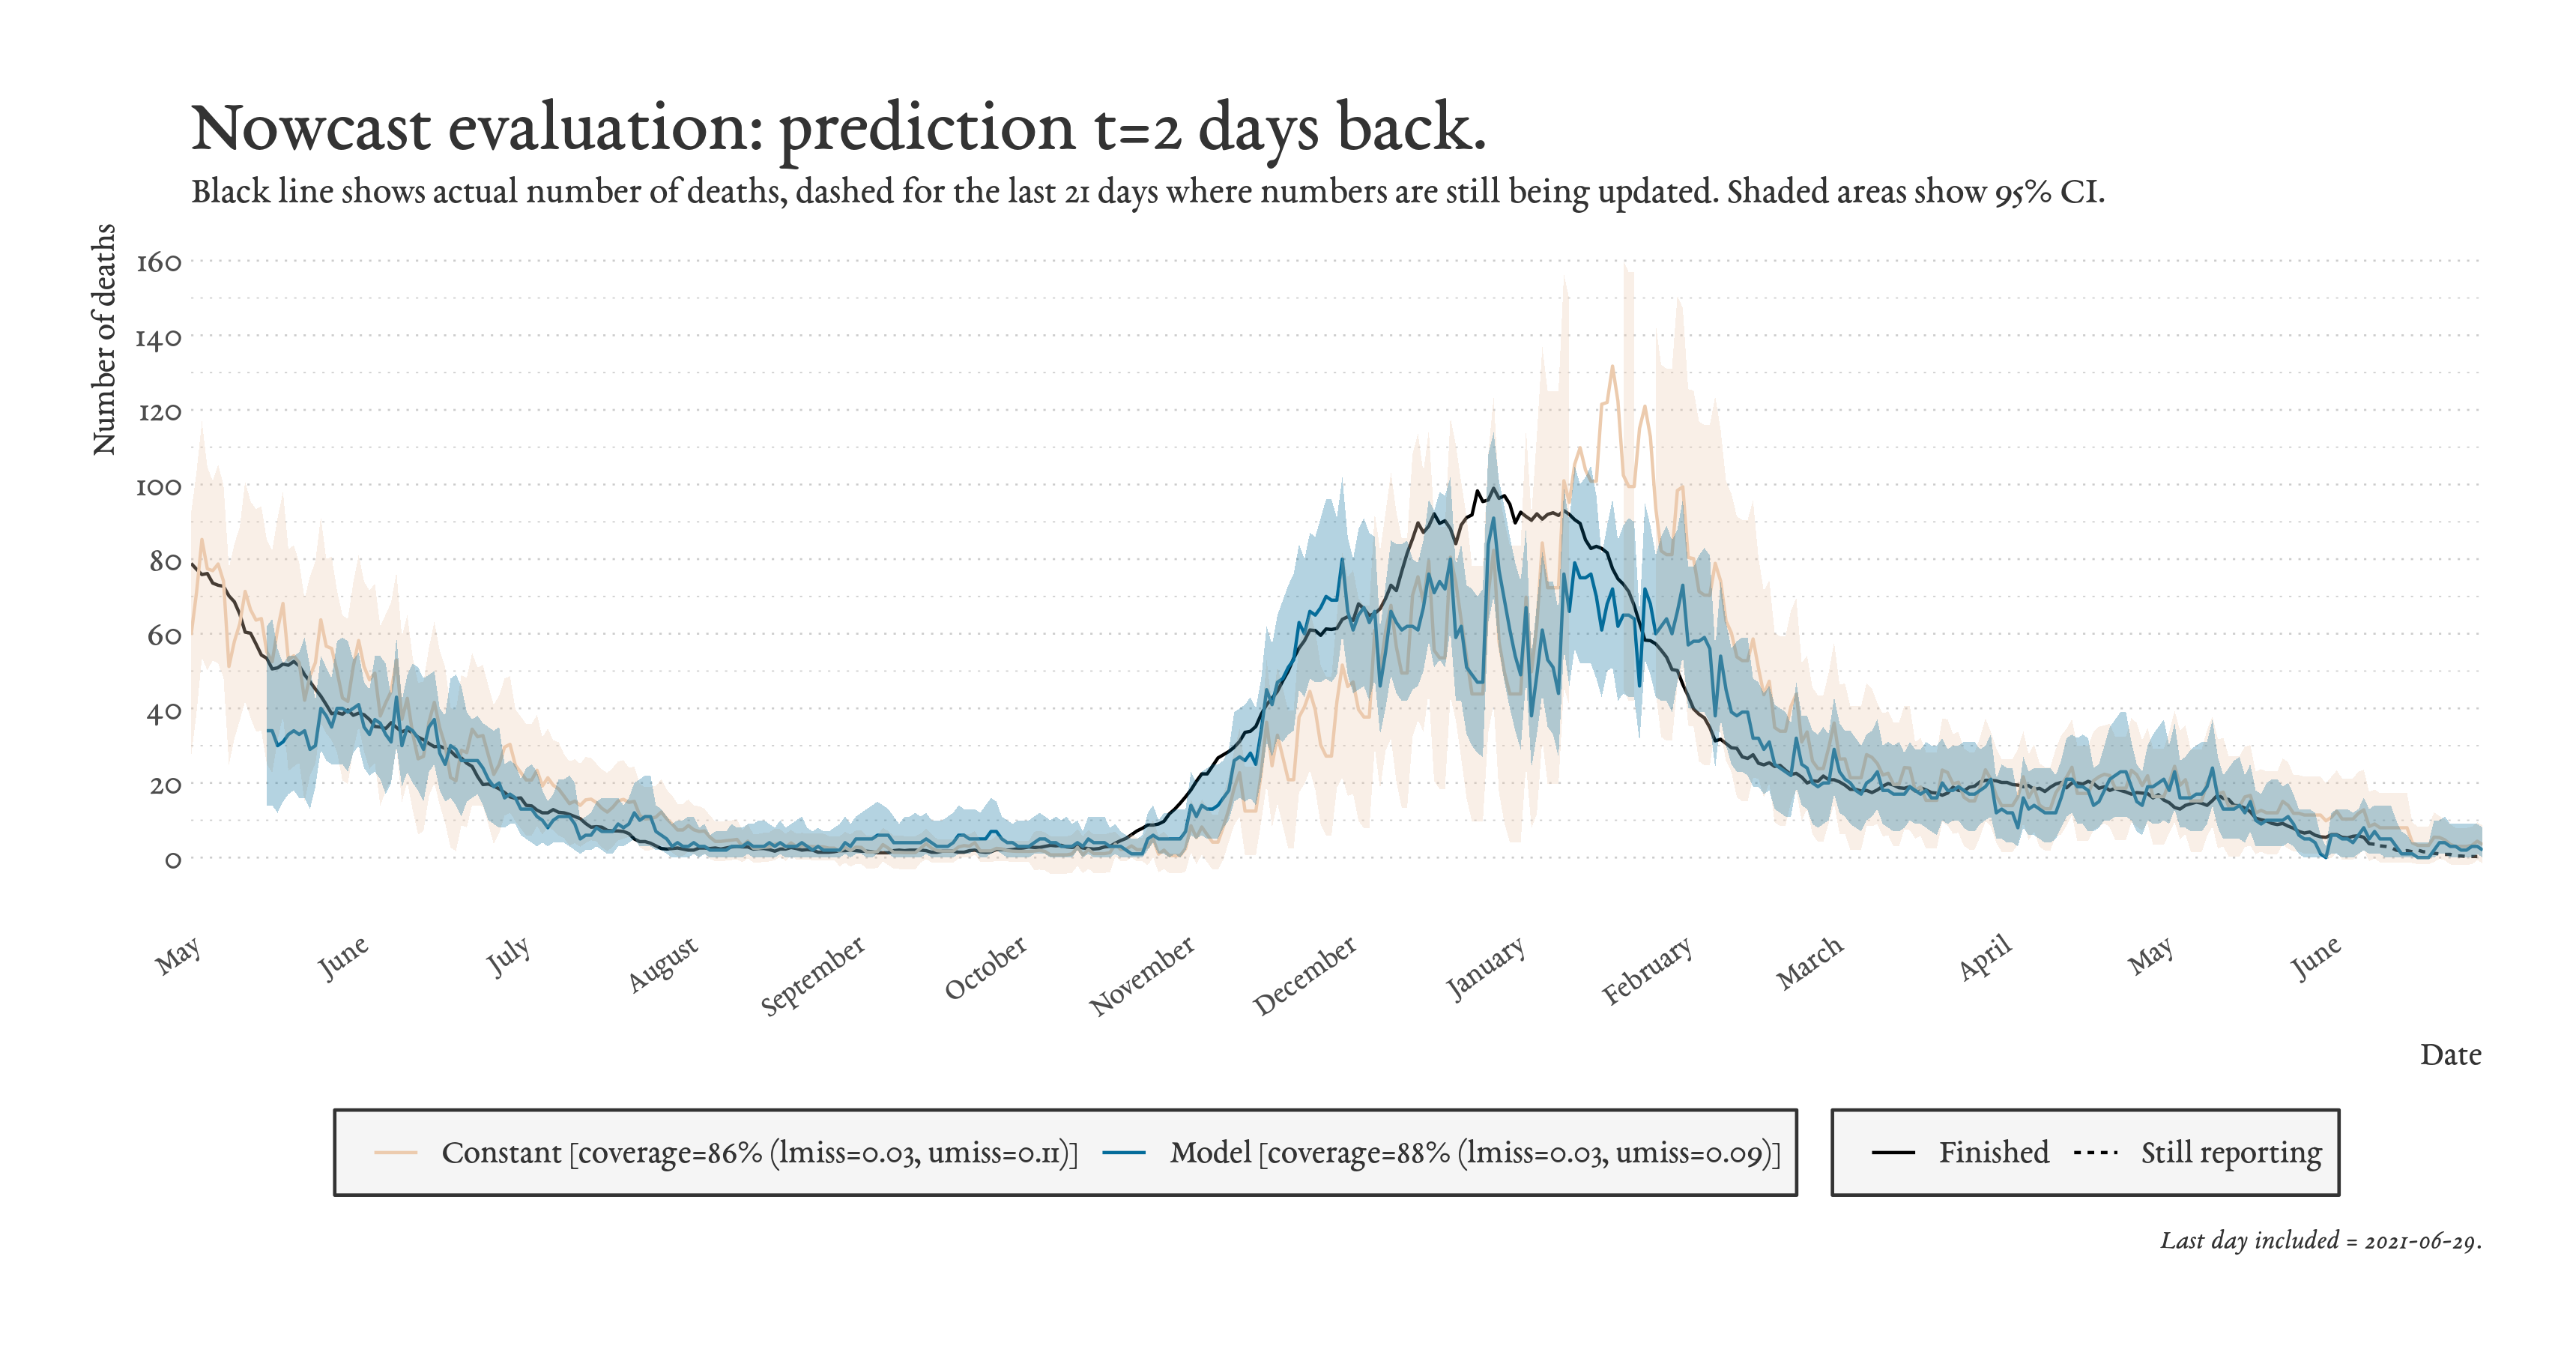 Nowcast evaluation: prediction t=2 days back.
Black line shows actual number of deaths, dashed for the last 21 days where numbers are still being updated. Shaded areas show 95% CI.
Number of deaths
160
140
120
100
80
60
40
20
0
May
June
July
August
September
October
November
December
January
February
March
April
May
June
Date
Constant [coverage=86% (lmiss=0.03, umiss=0.11)]
Model [coverage=88% (lmiss=0.03, umiss=0.09)]
Finished
Still reporting
Last day included = 2021-06-29.